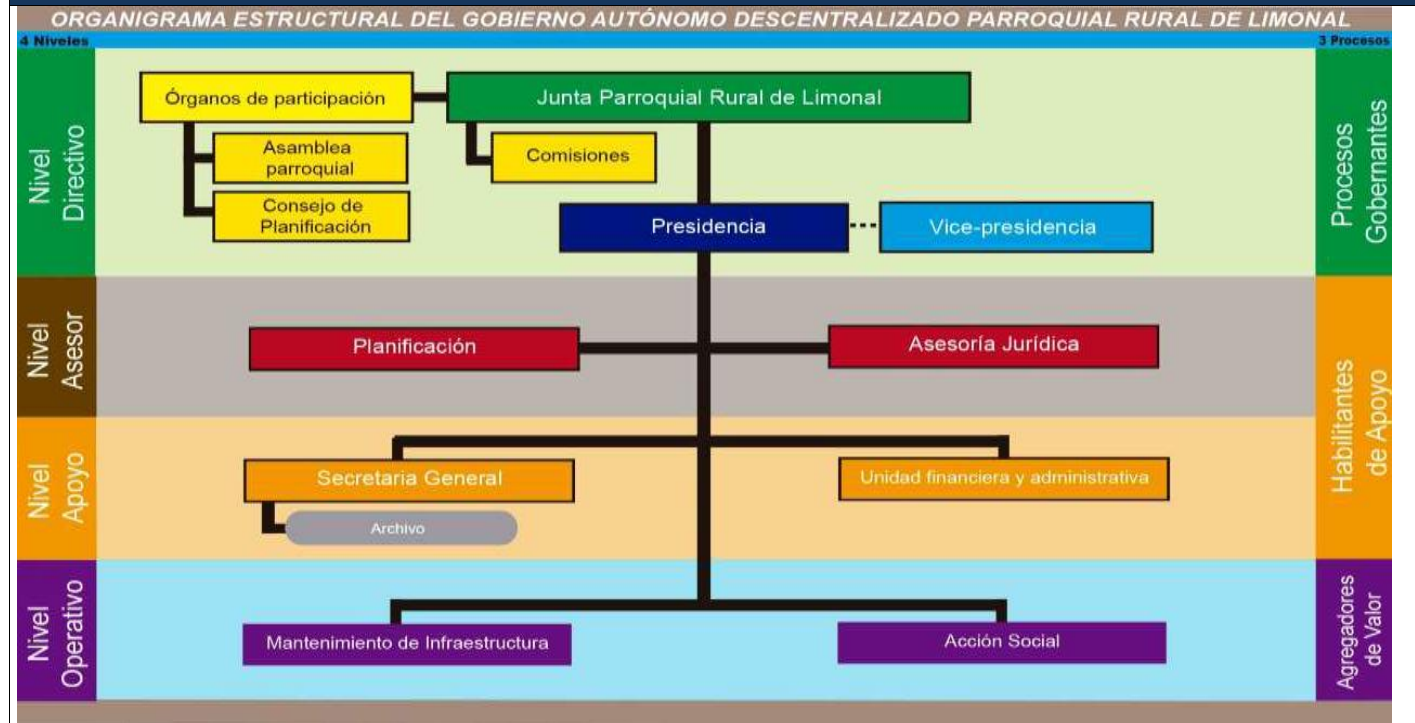 ORGANIGRAMA ESTRUCTURAL DEL GOBIERNO AUTÓNOMO DESCENTRALIZADO PARROQUIAL RURAL DE LIMONAL
4 Niveles
3 Procesos
Nivel
Directivo
Órganos de participación
Junta Parroquial Rural de Limonal
Asamblea
parroquial
Comisiones
Consejo de
Planificación
Presidencia
Vice-presidencia
Procesos
Gobernantes
Nivel
Asesor
Planificación
Asesoría Jurídica
Habilitantes
de Apoyo
Nivel
Apoyo
Secretaria General
Unidad financiera y administrativa
Archivo
Nivel
Operativo
Mantenimiento de Infraestructura
Acción Social
Agregadores
de Valor